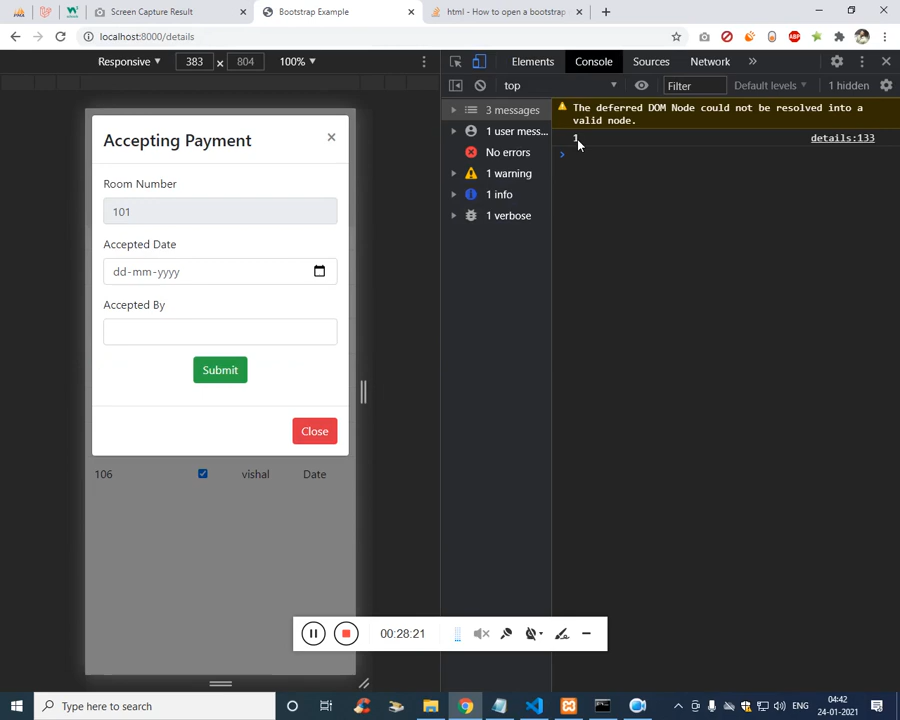 Screen Capture Result
Bootstrap Example
html - How to open a bootstrap
localhost:8000/details
Responsive
383
x
804
100%
Elements
Console
Sources
Network
top
Filter
Default levels
1 hidden
3 messages
1 user mess...
No errors
1 warning
1 info
1 verbose
The deferred DOM Node could not be resolved into a
valid node.
1
details:133
Accepting Payment
×
Room Number
101
Accepted Date
dd-mm-yyyy
Accepted By
Submit
Close
106
vishal
Date
00:28:21
Type here to search
ENG
04:42
24-01-2021